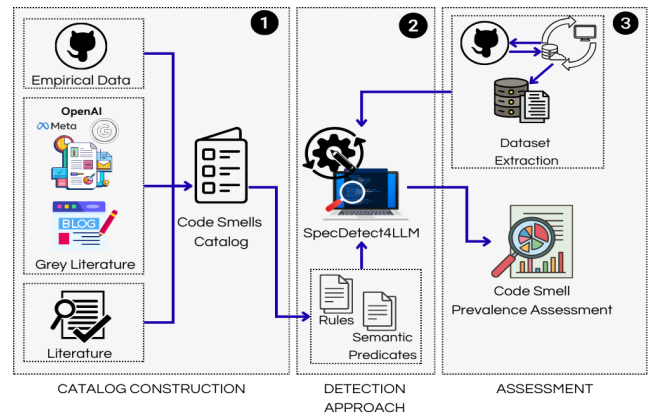 1
Empirical Data
OpenAI
Meta
G
BLOG
Grey Literature
Literature
Code Smells
Catalog
CATALOG CONSTRUCTION
2
SpecDetect4LLM
Rules
Semantic
Predicates
DETECTION
APPROACH
3
Dataset
Extraction
Code Smell
Prevalence Assessment
ASSESSMENT